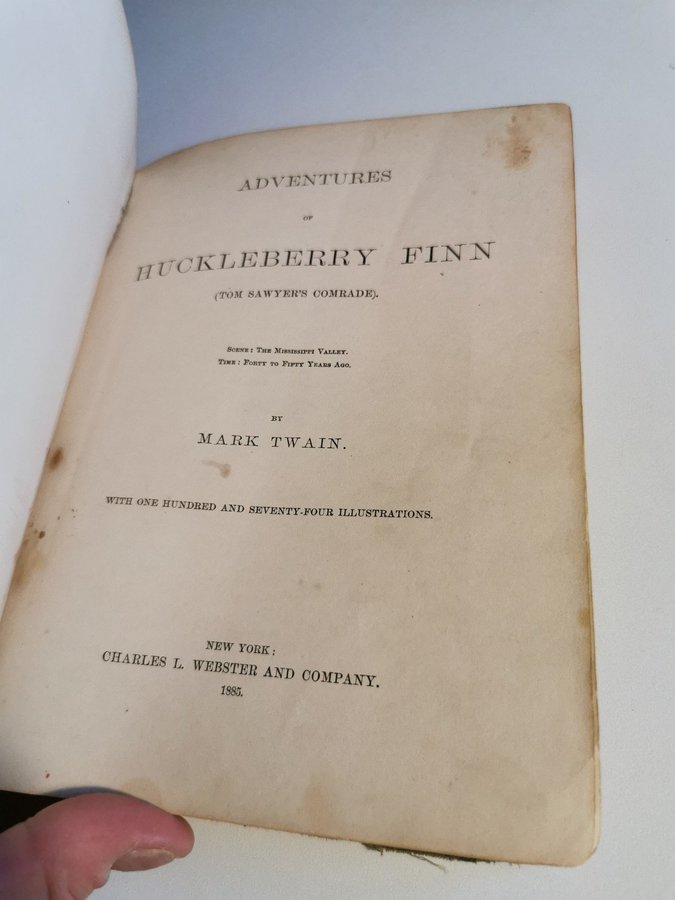 ADVENTURES
OF
HUCKLEBERRY FINN
(TOM SAWYER'S COMRADE).
SCENE: THE MISSISSIPPI VALLEY.
TIME: FORTY TO FIFTY YEARS AGO.
BY
MARK TWAIN.
WITH ONE HUNDRED AND SEVENTY-FOUR ILLUSTRATIONS.
NEW YORK:
CHARLES L. WEBSTER AND COMPANY.
1885.